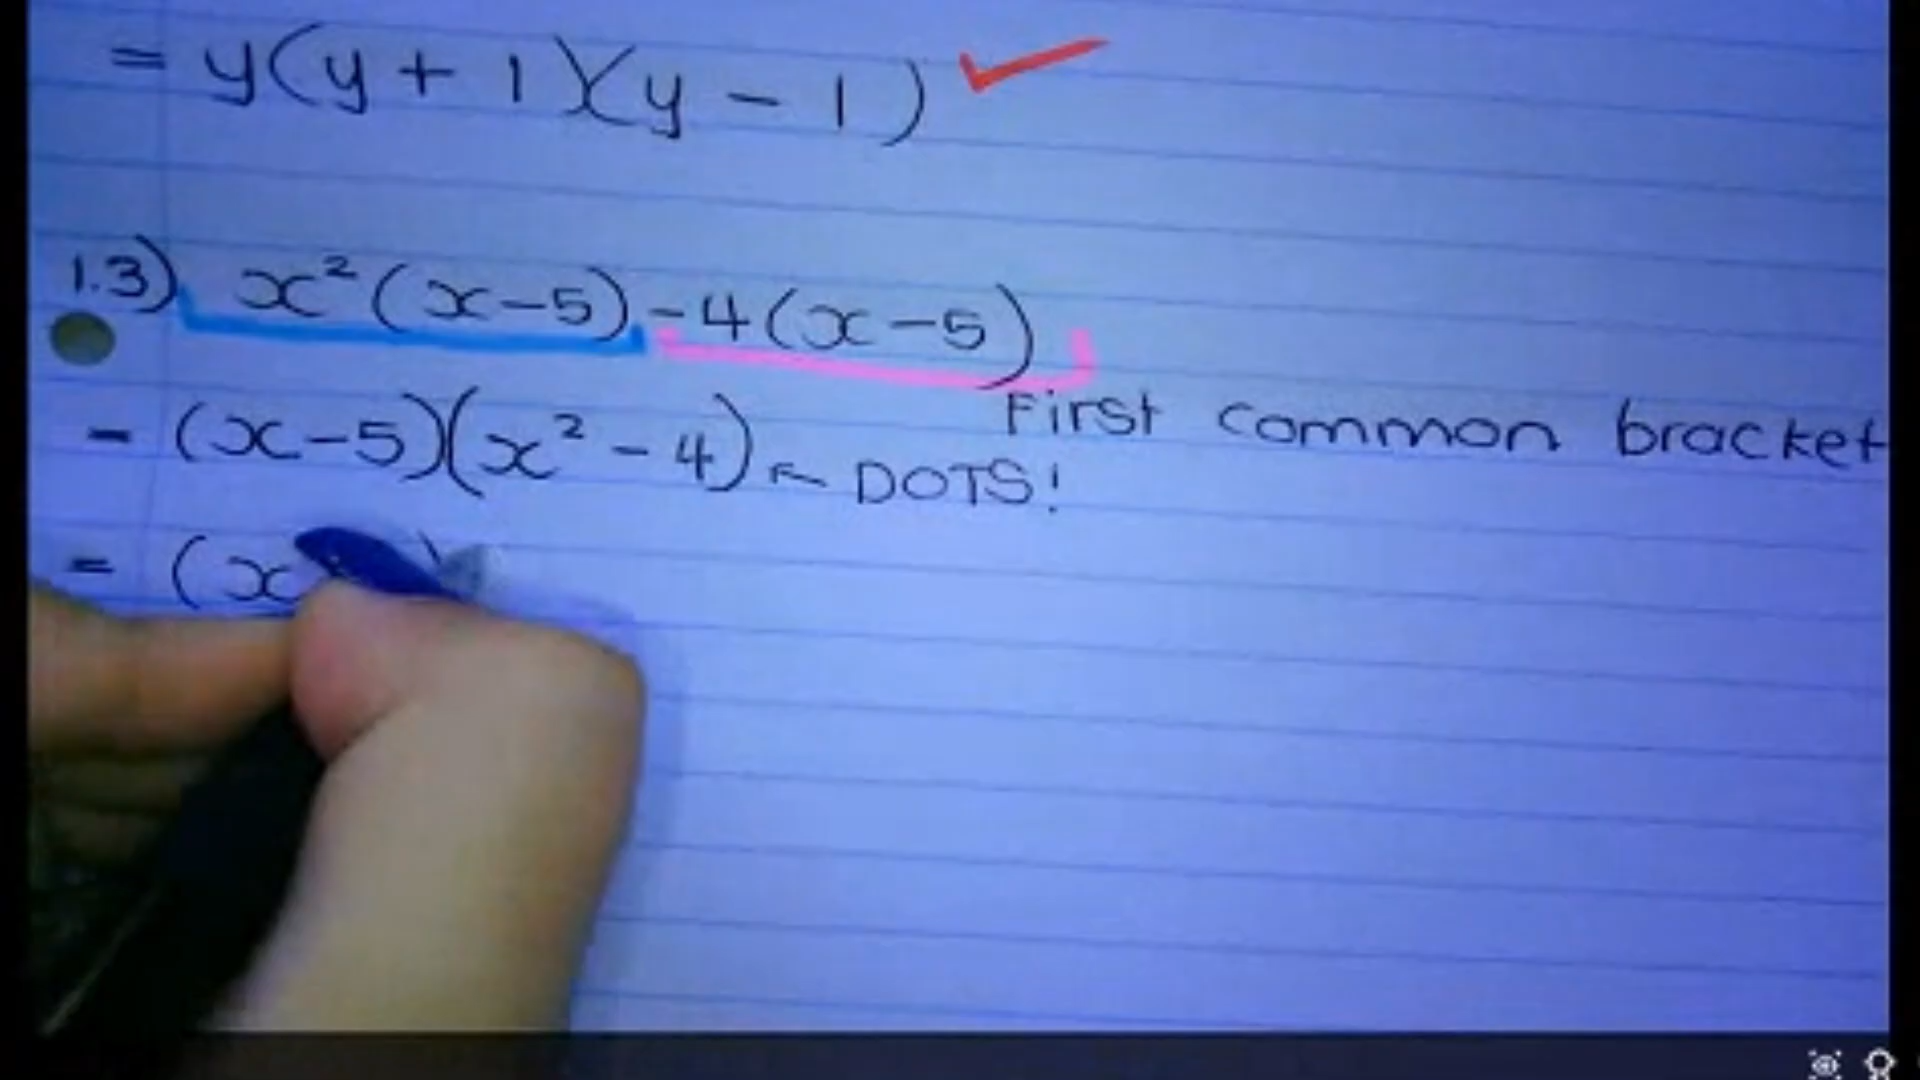 = y(y + 1)(y - 1) ✓
1.3) x²(x-5) -4(x-5)
First common bracket
- (x-5)(x² - 4) ← DOTS!
= (x )